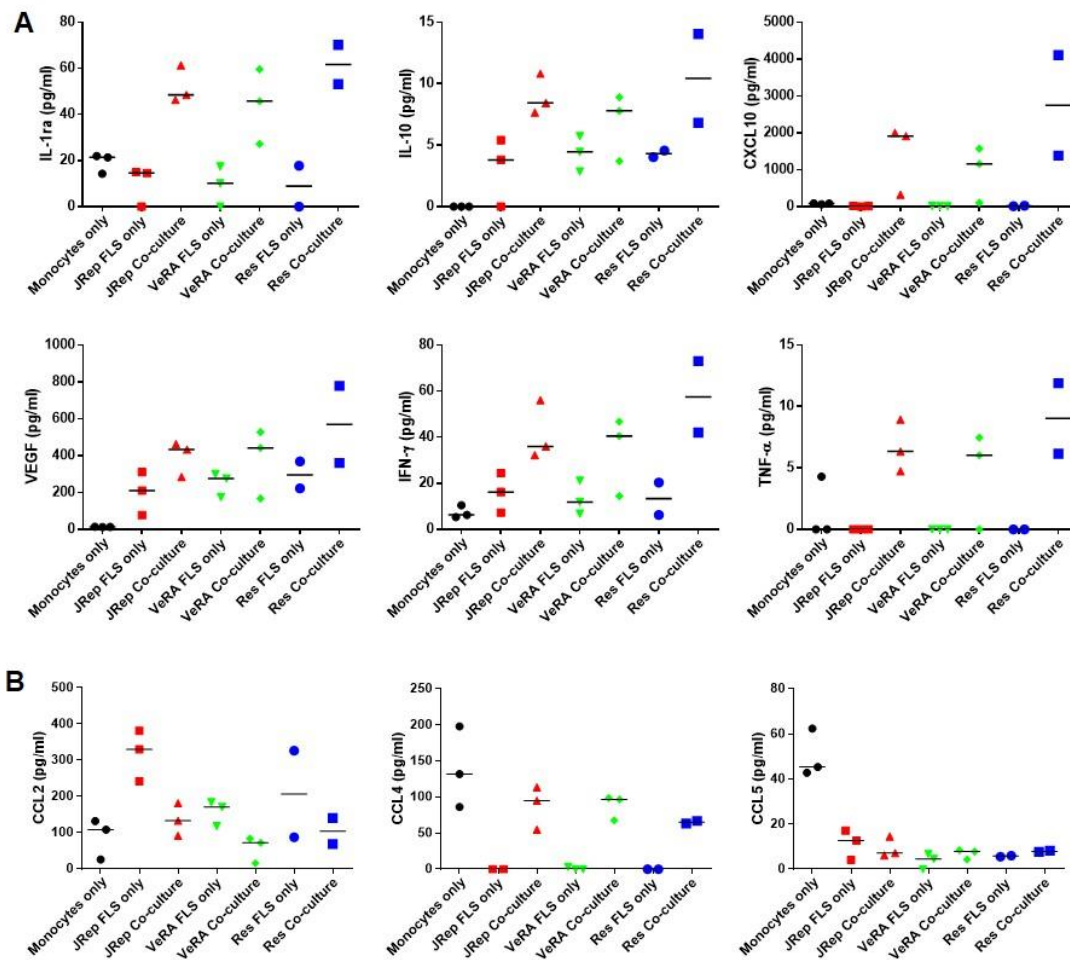 A
IL-1ra (pg/ml)
80
60
40
20
0
Monocytes only
JRep FLS only
JRep Co-culture
VeRA FLS only
VeRA Co-culture
Res FLS only
Res Co-culture
IL-10 (pg/ml)
15
10
5
0
Monocytes only
JRep FLS only
JRep Co-culture
VeRA FLS only
VeRA Co-culture
Res FLS only
Res Co-culture
CXCL10 (pg/ml)
5000
4000
3000
2000
1000
0
Monocytes only
JRep FLS only
JRep Co-culture
VeRA FLS only
VeRA Co-culture
Res FLS only
Res Co-culture
VEGF (pg/ml)
1000
800
600
400
200
0
Monocytes only
JRep FLS only
JRep Co-culture
VeRA FLS only
VeRA Co-culture
Res FLS only
Res Co-culture
IFN-γ (pg/ml)
80
60
40
20
0
Monocytes only
JRep FLS only
JRep Co-culture
VeRA FLS only
VeRA Co-culture
Res FLS only
Res Co-culture
TNF-α (pg/ml)
15
10
5
0
Monocytes only
JRep FLS only
JRep Co-culture
VeRA FLS only
VeRA Co-culture
Res FLS only
Res Co-culture
B
CCL2 (pg/ml)
500
400
300
200
100
0
Monocytes only
JRep FLS only
JRep Co-culture
VeRA FLS only
VeRA Co-culture
Res FLS only
Res Co-culture
CCL4 (pg/ml)
250
200
150
100
50
0
Monocytes only
JRep FLS only
JRep Co-culture
VeRA FLS only
VeRA Co-culture
Res FLS only
Res Co-culture
CCL5 (pg/ml)
80
60
40
20
0
Monocytes only
JRep FLS only
JRep Co-culture
VeRA FLS only
VeRA Co-culture
Res FLS only
Res Co-culture